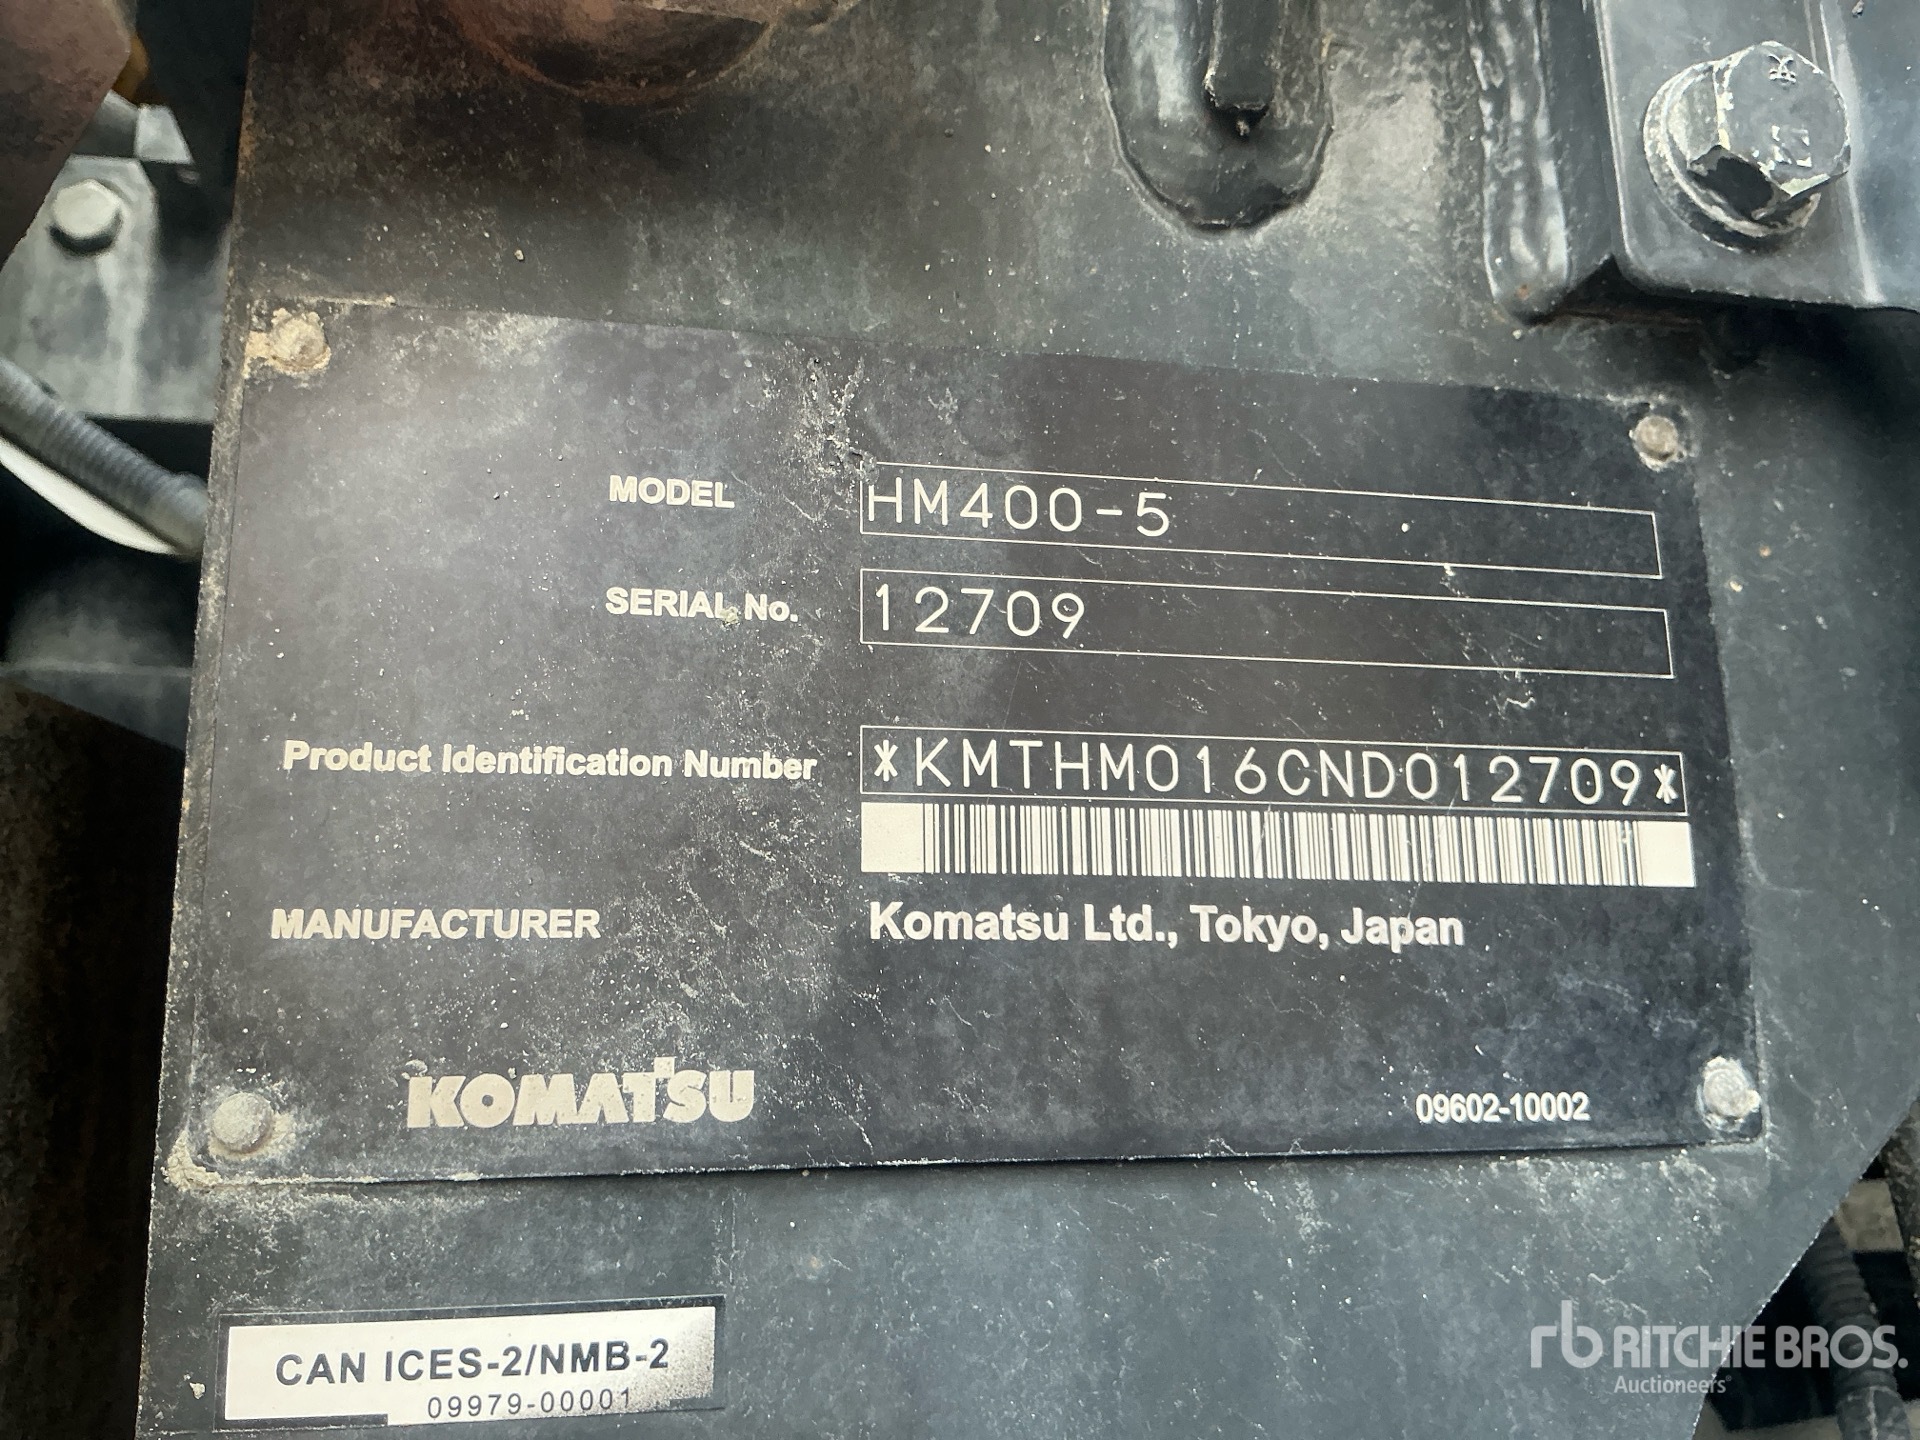 MODEL HM400-5
SERIAL No. 12709
Product Identification Number *KMTHM016CND012709*
MANUFACTURER Komatsu Ltd., Tokyo, Japan
KOMATSU 09602-10002
CAN ICES-2/NMB-2
09979-00001
rb RITCHIE BROS.
Auctioneers